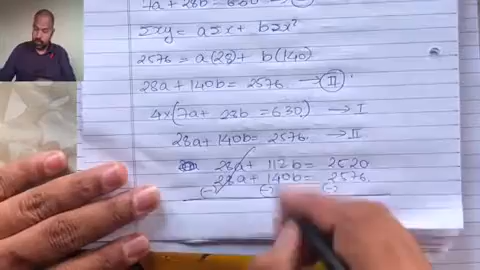 7a + 28b = 630
Σxy = aΣx + bΣx²
2576 = a(28) + b(140)
28a + 140b = 2576 → II
4×(7a + 28b = 630) → I
28a + 140b = 2576 → II
28a + 112b = 2520
28a + 140b = 2576.
(-) (-) (-)